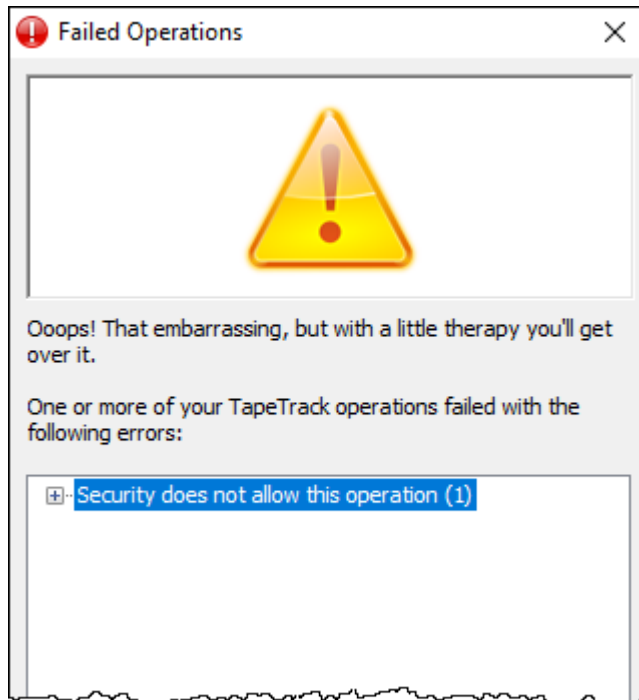 Failed Operations
Ooops! That embarrassing, but with a little therapy you'll get
over it.
One or more of your TapeTrack operations failed with the
following errors:
Security does not allow this operation (1)